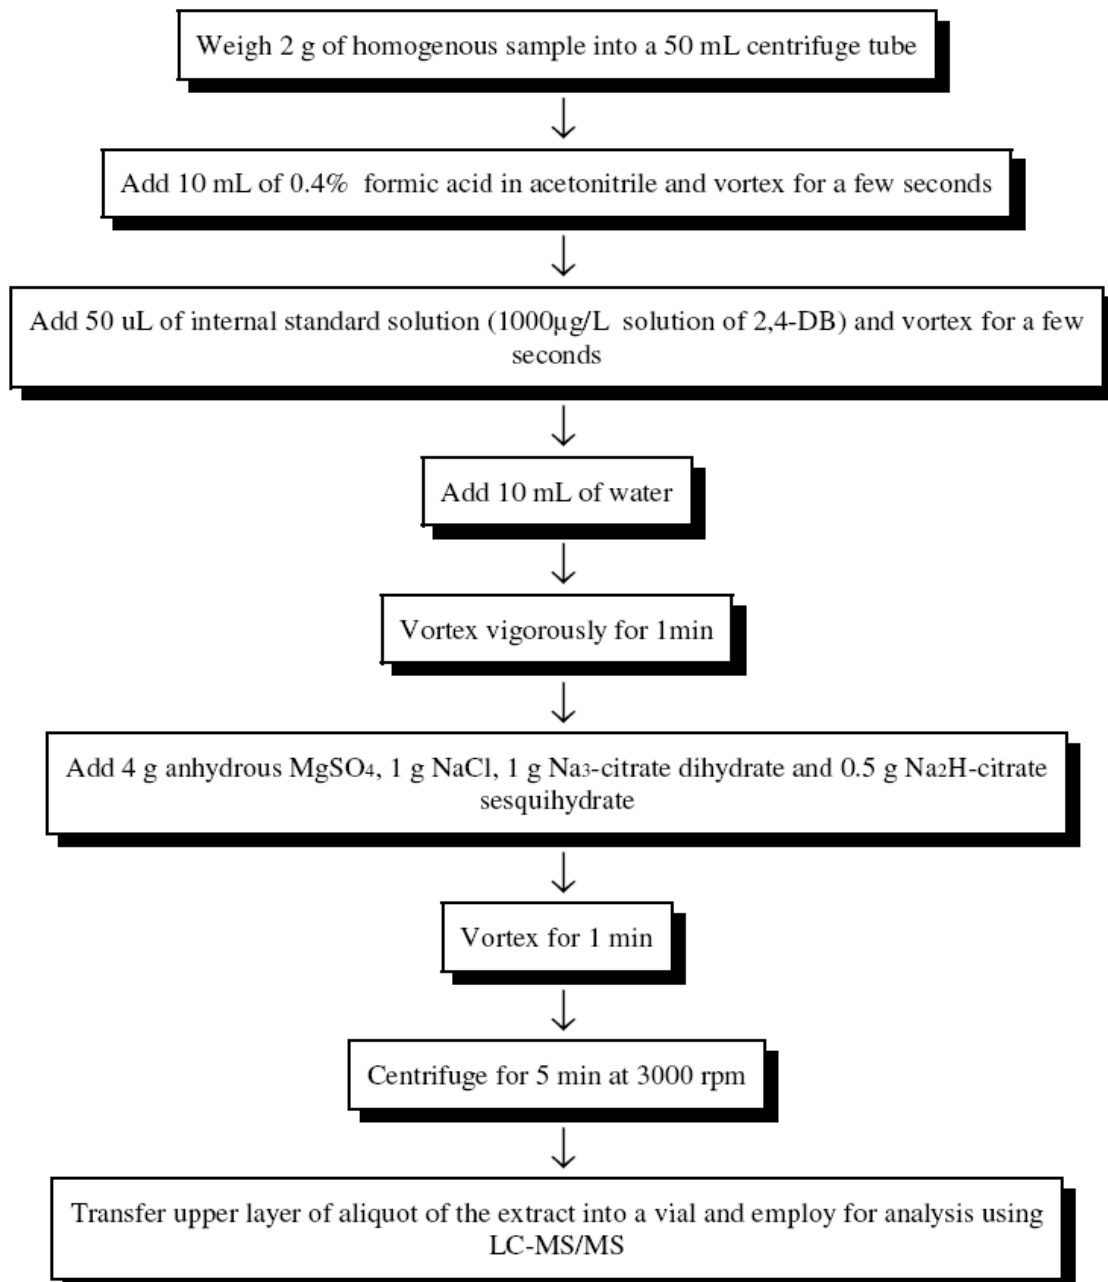 Weigh 2 g of homogenous sample into a 50 mL centrifuge tube
Add 10 mL of 0.4% formic acid in acetonitrile and vortex for a few seconds
Add 50 uL of internal standard solution (1000µg/L solution of 2,4-DB) and vortex for a few
seconds
Add 10 mL of water
Vortex vigorously for 1min
Add 4 g anhydrous MgSO4, 1 g NaCl, 1 g Na3-citrate dihydrate and 0.5 g Na2H-citrate
sesquihydrate
Vortex for 1 min
Centrifuge for 5 min at 3000 rpm
Transfer upper layer of aliquot of the extract into a vial and employ for analysis using
LC-MS/MS